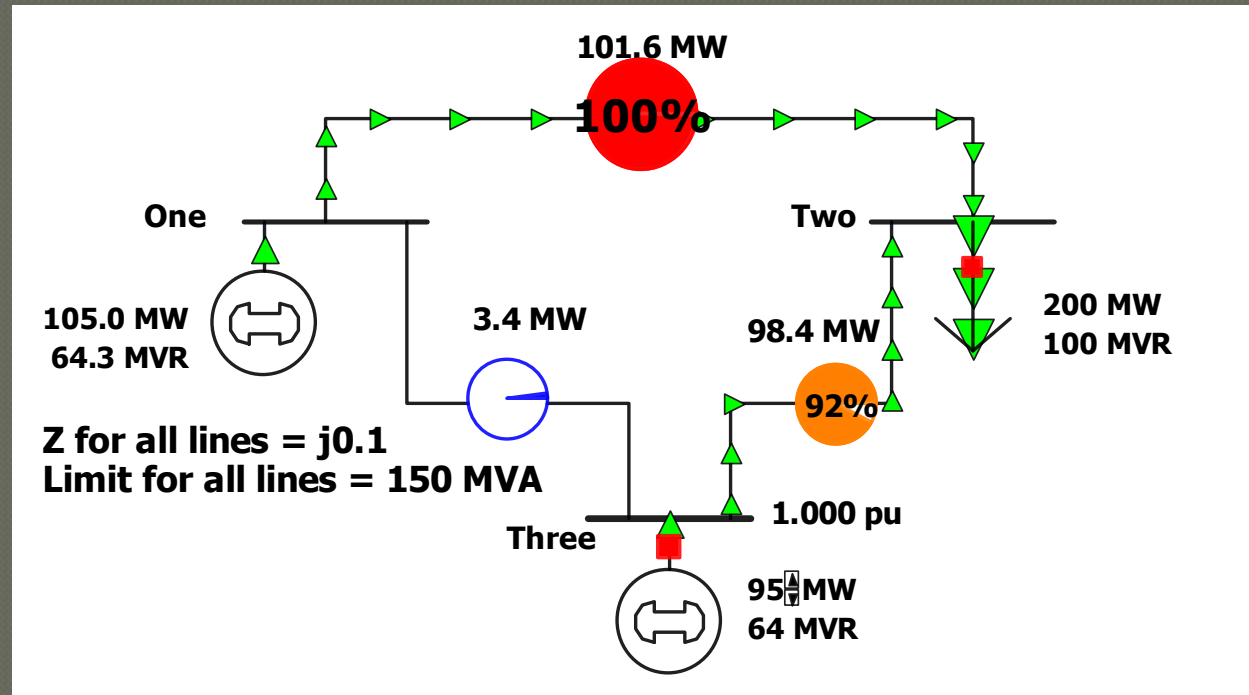 101.6 MW
100%
One
Two
105.0 MW
64.3 MVR
3.4 MW
98.4 MW
200 MW
100 MVR
92%
Z for all lines = j0.1
Limit for all lines = 150 MVA
1.000 pu
Three
95 MW
64 MVR